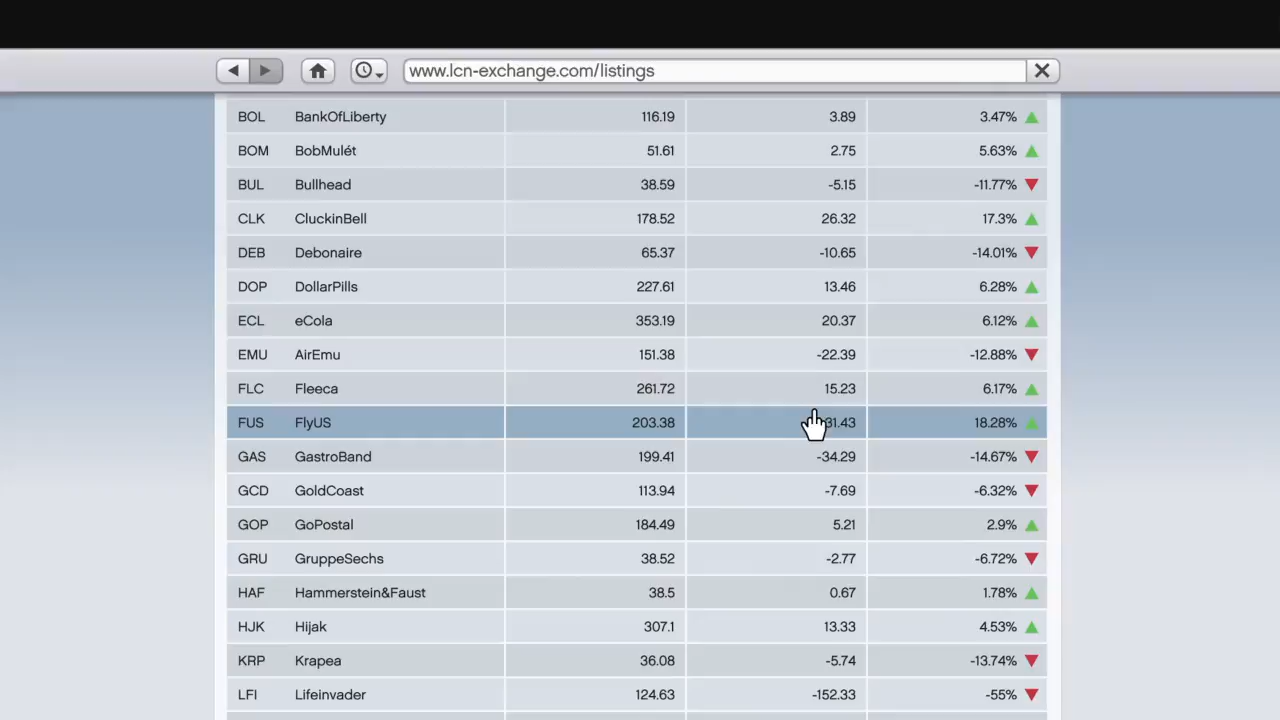 www.lcn-exchange.com/listings
BOL BankOfLiberty 116.19 3.89 3.47%
BOM BobMulét 51.61 2.75 5.63%
BUL Bullhead 38.59 -5.15 -11.77%
CLK CluckinBell 178.52 26.32 17.3%
DEB Debonaire 65.37 -10.65 -14.01%
DOP DollarPills 227.61 13.46 6.28%
ECL eCola 353.19 20.37 6.12%
EMU AirEmu 151.38 -22.39 -12.88%
FLC Fleeca 261.72 15.23 6.17%
FUS FlyUS 203.38 31.43 18.28%
GAS GastroBand 199.41 -34.29 -14.67%
GCD GoldCoast 113.94 -7.69 -6.32%
GOP GoPostal 184.49 5.21 2.9%
GRU GruppeSechs 38.52 -2.77 -6.72%
HAF Hammerstein&Faust 38.5 0.67 1.78%
HJK Hijak 307.1 13.33 4.53%
KRP Krapea 36.08 -5.74 -13.74%
LFI Lifeinvader 124.63 -152.33 -55%